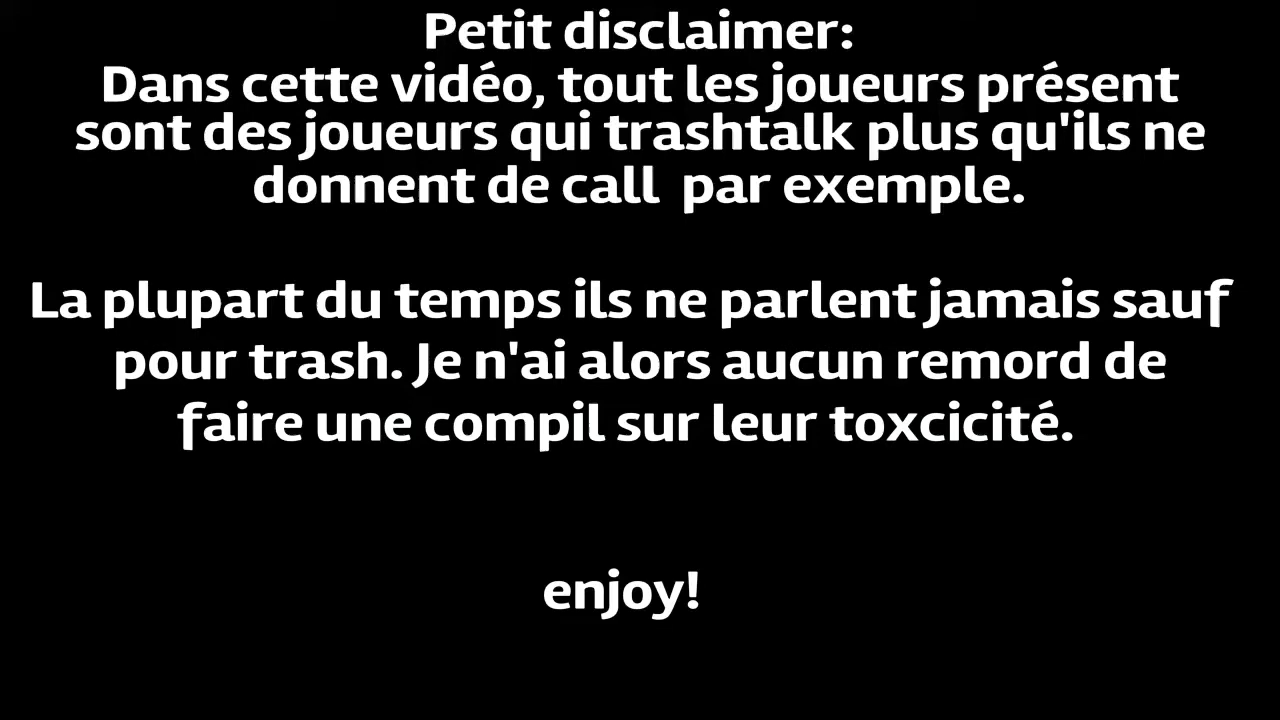 Petit disclaimer:
Dans cette vidéo, tout les joueurs présent
sont des joueurs qui trashtalk plus qu'ils ne
donnent de call  par exemple.
La plupart du temps ils ne parlent jamais sauf
pour trash. Je n'ai alors aucun remord de
faire une compil sur leur toxcicité.
enjoy!